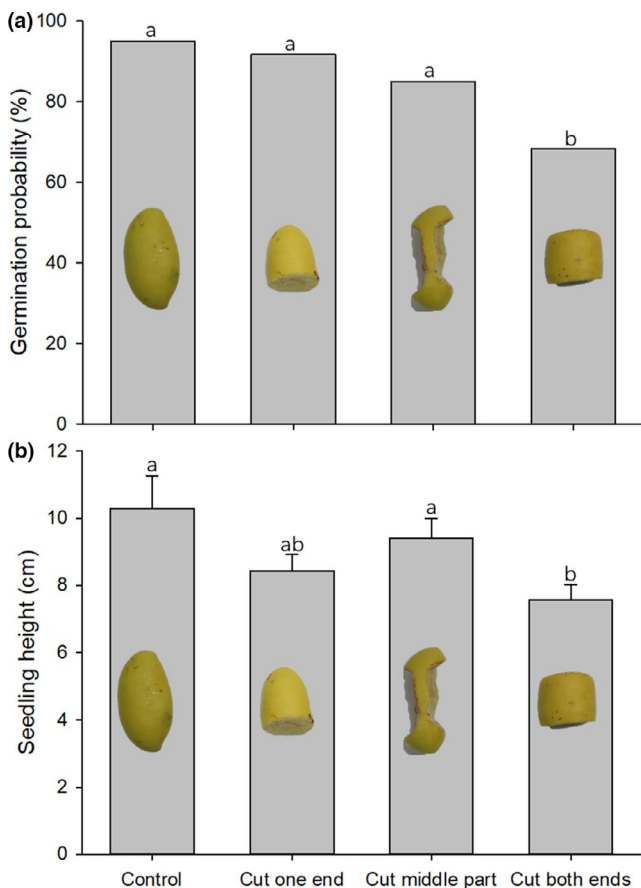 (a)
100
80
60
40
20
0
Germination probability (%)
a
a
a
b
(b)
12
10
8
6
4
2
0
Seedling height (cm)
a
ab
a
b
Control
Cut one end
Cut middle part
Cut both ends